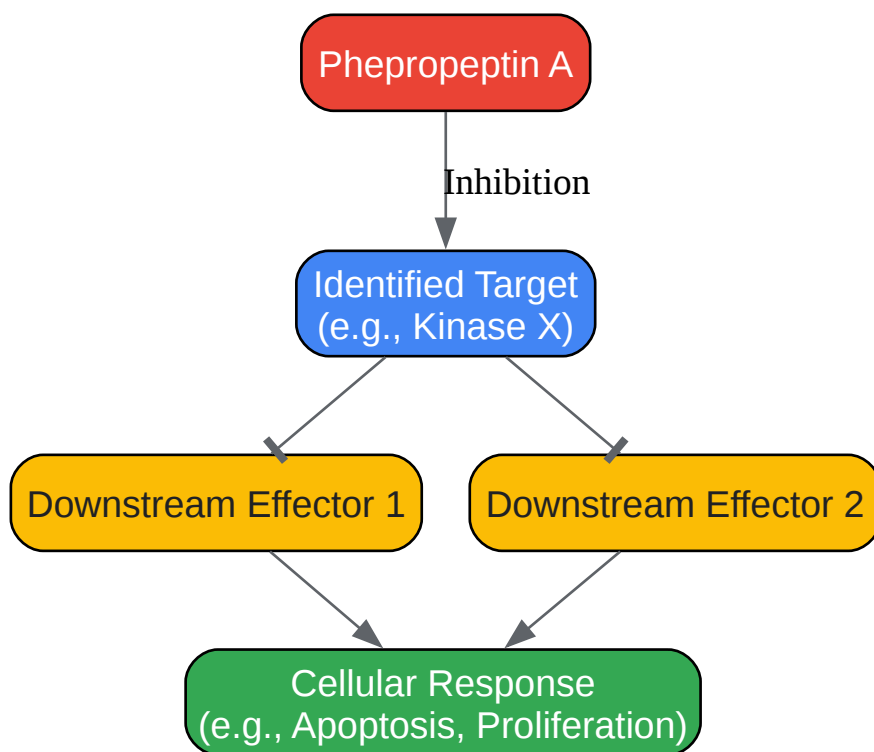 Phepropeptin A
Inhibition
Identified Target
(e.g., Kinase X)
Downstream Effector 1
Downstream Effector 2
Cellular Response
(e.g., Apoptosis, Proliferation)